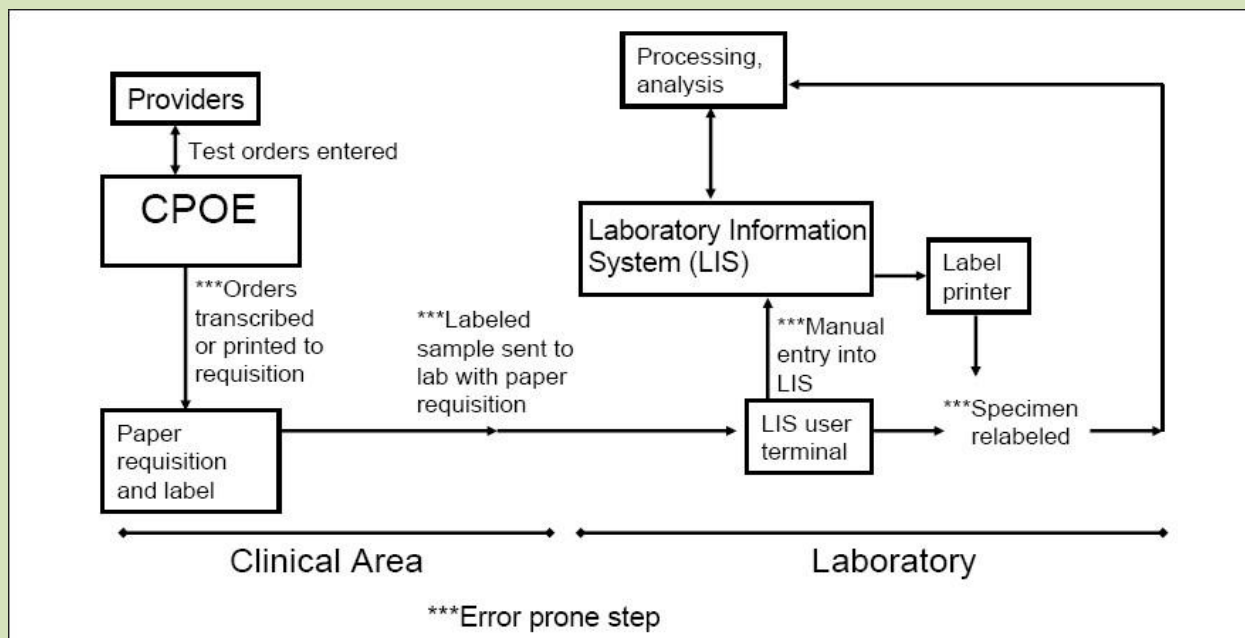 Providers
Test orders entered
CPOE
***Orders
transcribed
or printed to
requisition
Paper
requisition
and label
***Labeled
sample sent to
lab with paper
requisition
Processing,
analysis
Laboratory Information
System (LIS)
Label
printer
***Manual
entry into
LIS
LIS user
terminal
***Specimen
relabeled
Clinical Area
Laboratory
***Error prone step